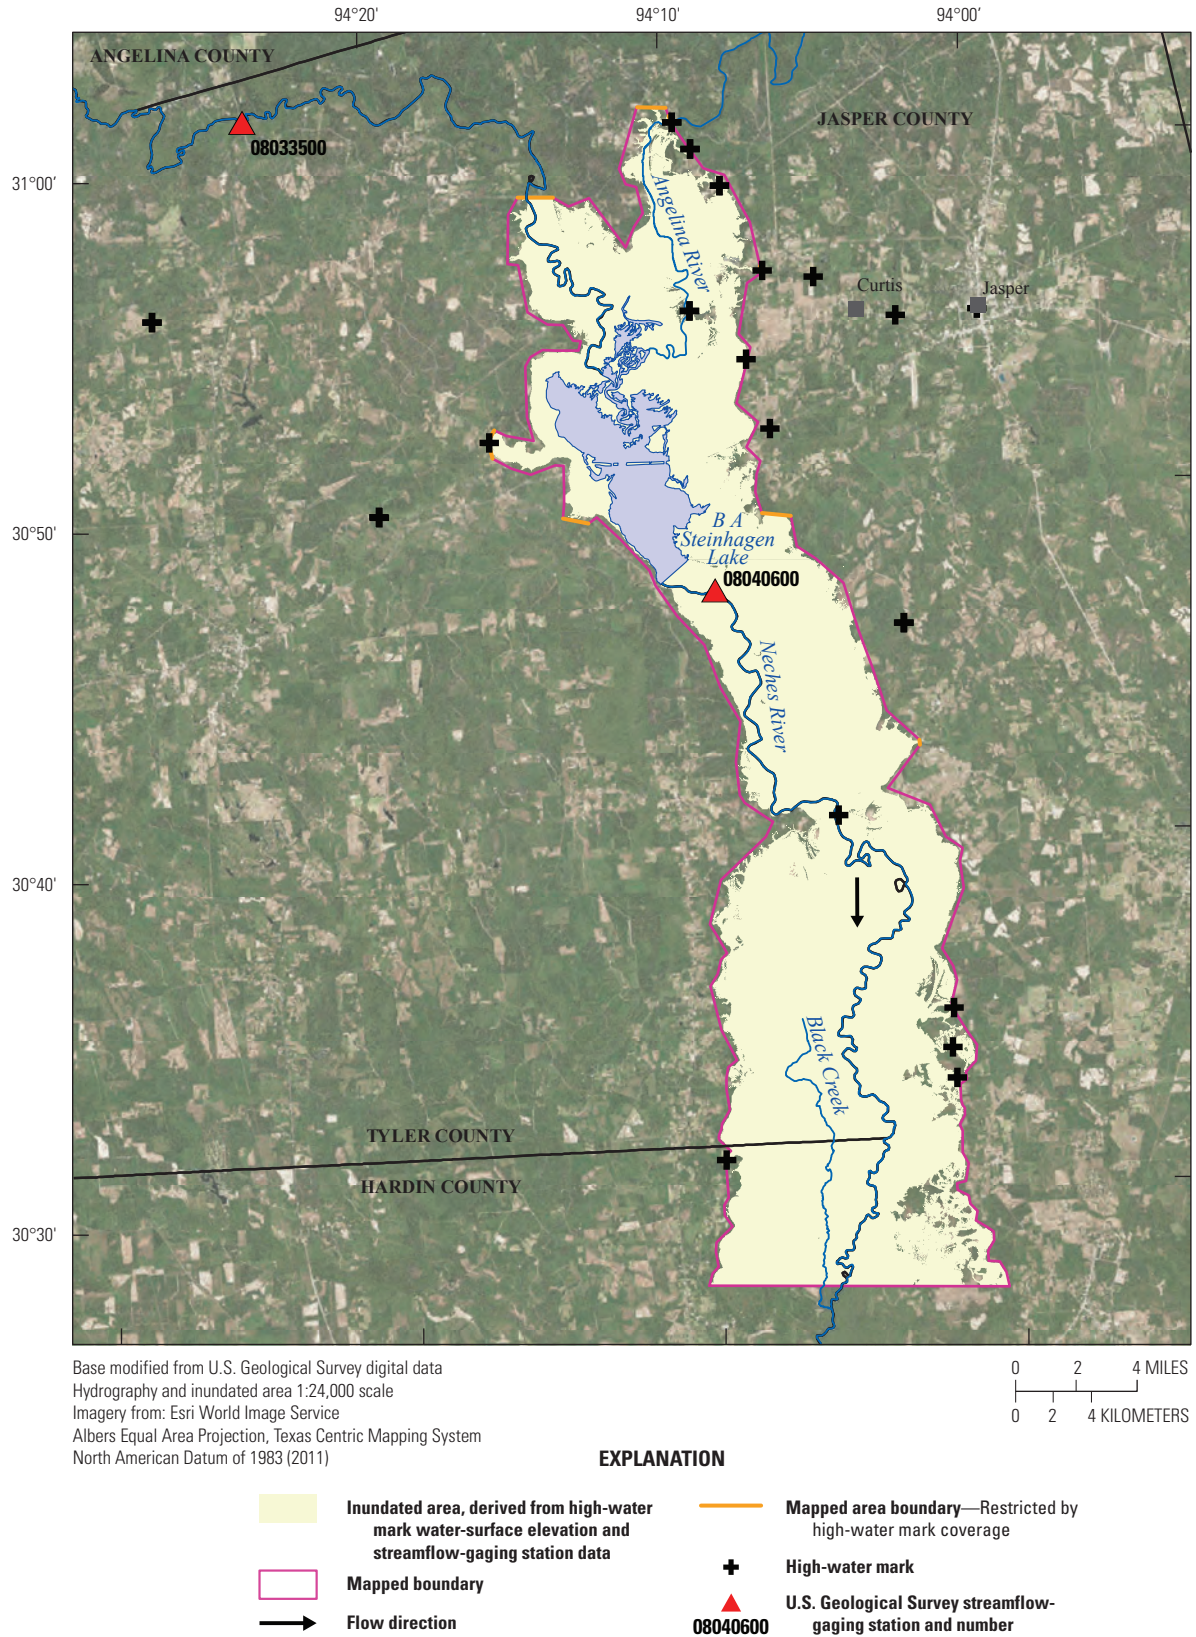 94°20'
94°10'
94°00'
ANGELINA COUNTY
JASPER COUNTY
08033500
31°00'
Angelina River
Curtis
Jasper
B A
Steinhagen
Lake
30°50'
08040600
Neches River
30°40'
Black Creek
TYLER COUNTY
HARDIN COUNTY
30°30'
Base modified from U.S. Geological Survey digital data
Hydrography and inundated area 1:24,000 scale
Imagery from: Esri World Image Service
Albers Equal Area Projection, Texas Centric Mapping System
North American Datum of 1983 (2011)
0 2 4 MILES
0 2 4 KILOMETERS
EXPLANATION
Inundated area, derived from high-water
mark water-surface elevation and
streamflow-gaging station data
Mapped boundary
Flow direction
Mapped area boundary—Restricted by
high-water mark coverage
High-water mark
U.S. Geological Survey streamflow-
gaging station and number
08040600